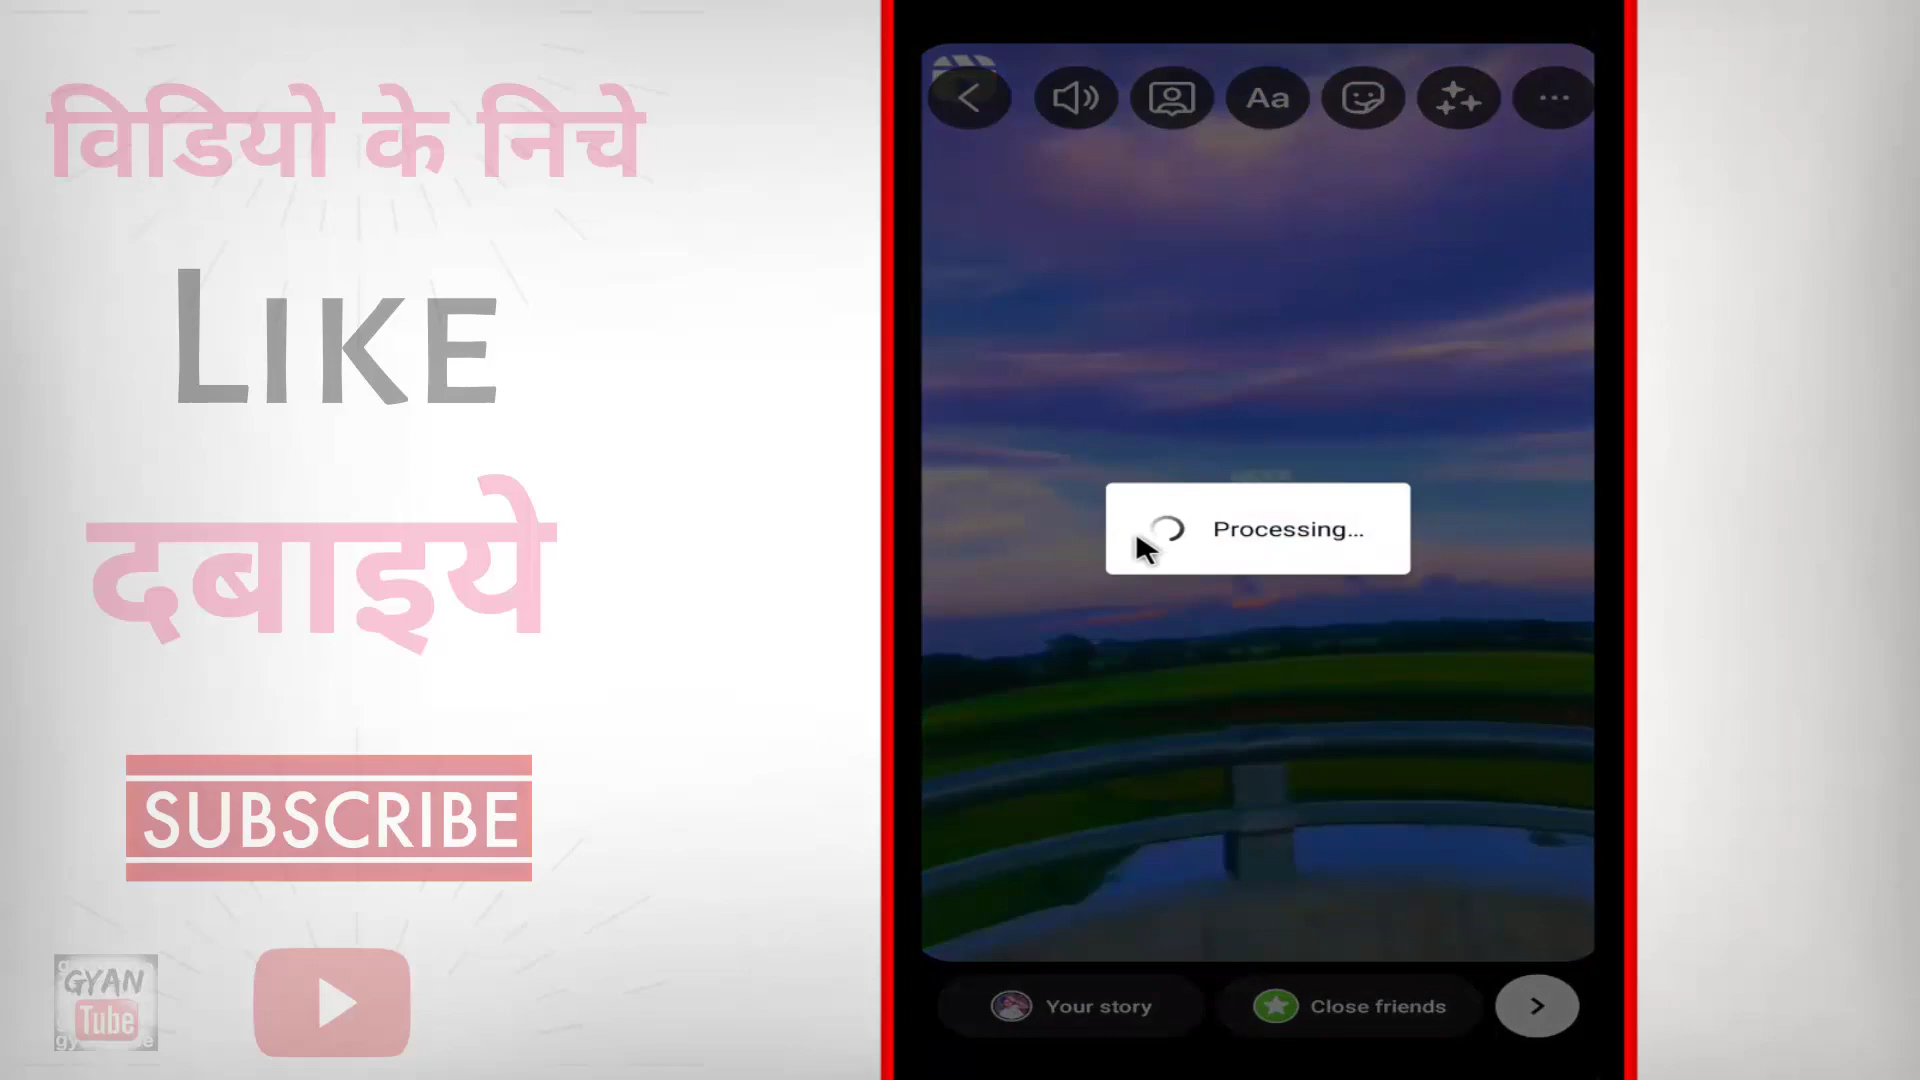 विडियो के निचे
LIKE
दबाइये
SUBSCRIBE
GYAN
Tube
Aa
Processing...
Your story
Close friends